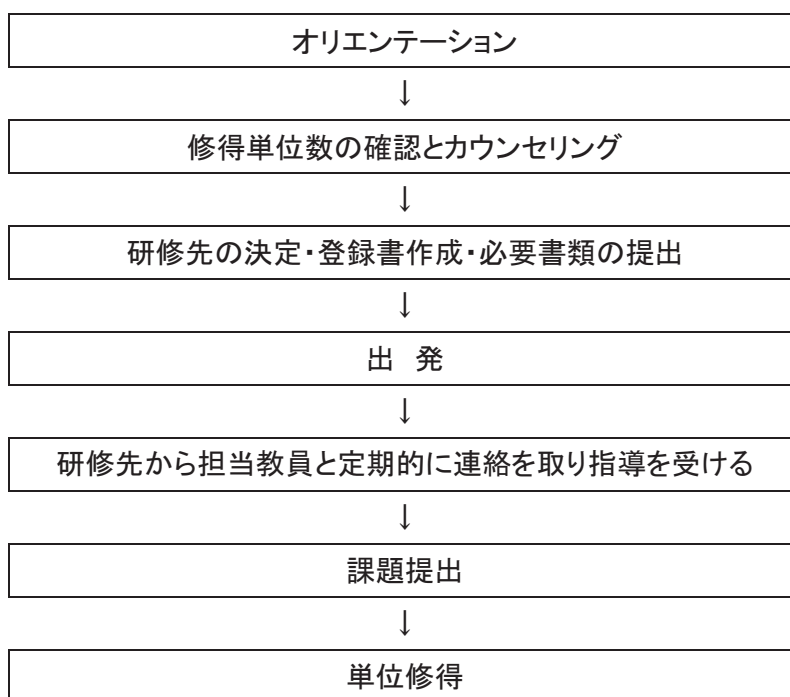 オリエンテーション
↓
修得単位数の確認とカウンセリング
↓
研修先の決定・登録書作成・必要書類の提出
↓
出　発
↓
研修先から担当教員と定期的に連絡を取り指導を受ける
↓
課題提出
↓
単位修得